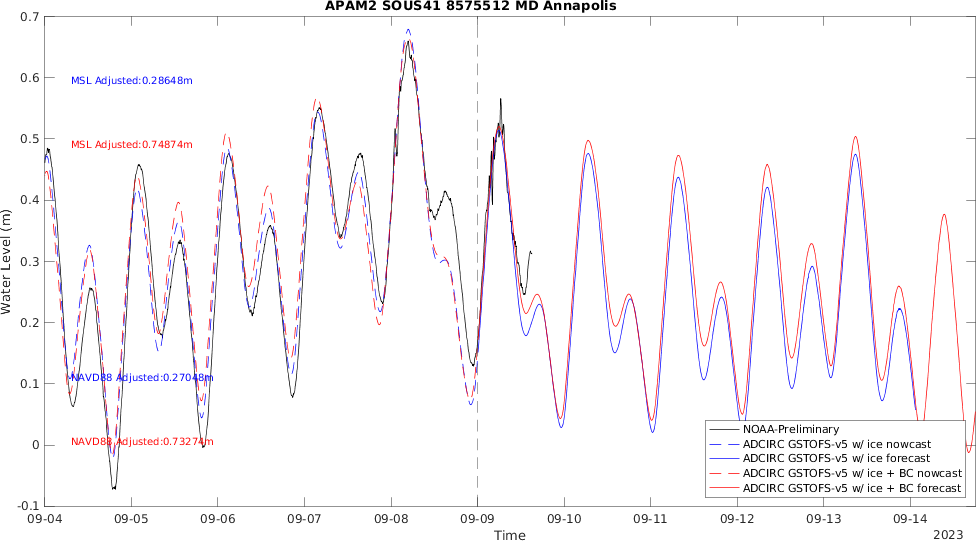 APAM2 SOUS41 8575512 MD Annapolis
0.7
0.6
0.5
0.4
0.3
0.2
0.1
0
-0.1
Water Level (m)
MSL Adjusted:0.28648m
MSL Adjusted:0.74874m
NAVD88 Adjusted:0.27048m
NAVD88 Adjusted:0.73274m
NOAA-Preliminary
ADCIRC GSTOFS-v5 w/ ice nowcast
ADCIRC GSTOFS-v5 w/ ice forecast
ADCIRC GSTOFS-v5 w/ ice + BC nowcast
ADCIRC GSTOFS-v5 w/ ice + BC forecast
09-04 09-05 09-06 09-07 09-08 09-09 09-10 09-11 09-12 09-13 09-14
Time
2023